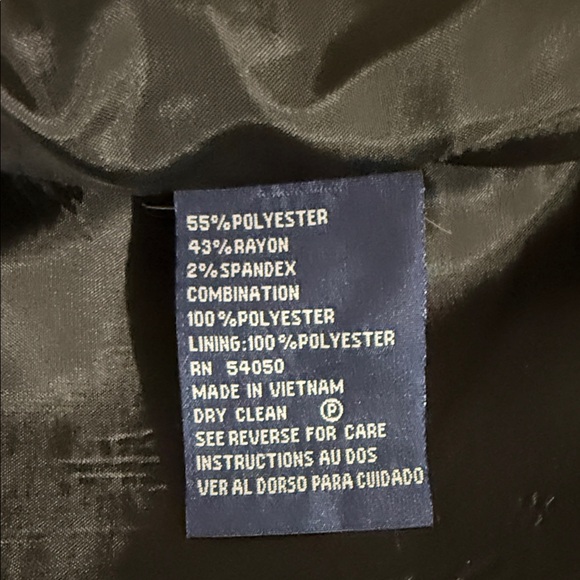 55%POLYESTER
43%RAYON
2%SPANDEX
COMBINATION
100%POLYESTER
LINING:100%POLYESTER
RN 54050
MADE IN VIETNAM
DRY CLEAN Ⓟ
SEE REVERSE FOR CARE
INSTRUCTIONS AU DOS
VER AL DORSO PARA CUIDADO